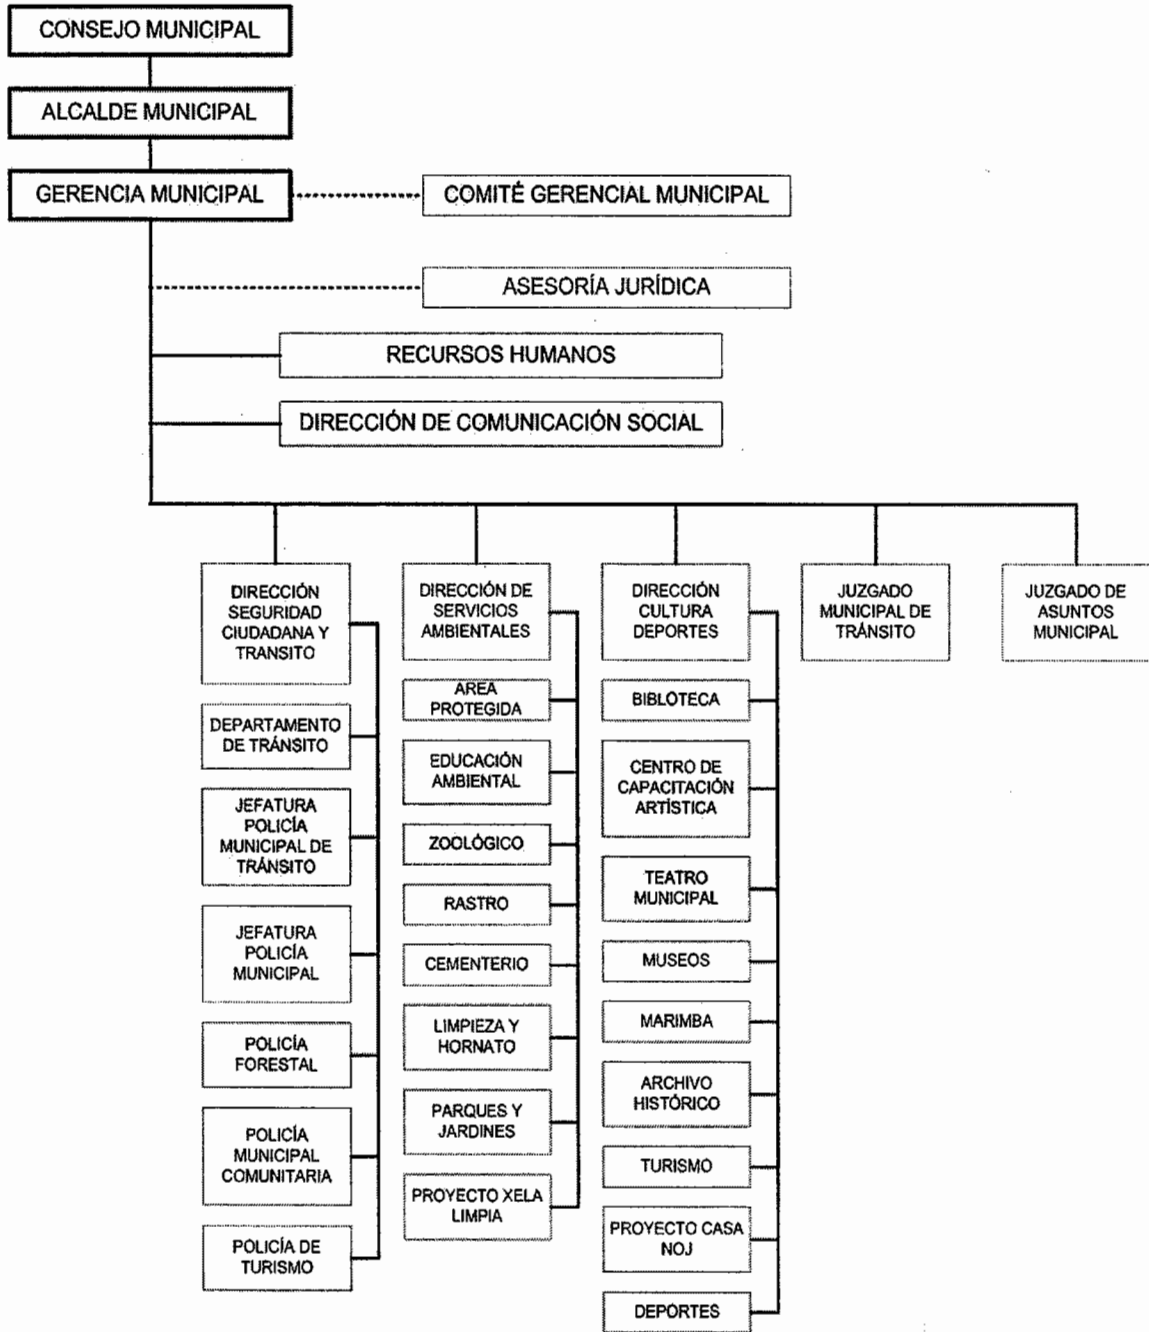 CONSEJO MUNICIPAL
ALCALDE MUNICIPAL
GERENCIA MUNICIPAL
COMITÉ GERENCIAL MUNICIPAL
ASESORÍA JURÍDICA
RECURSOS HUMANOS
DIRECCIÓN DE COMUNICACIÓN SOCIAL
DIRECCIÓN
SEGURIDAD
CIUDADANA Y
TRANSITO
DEPARTAMENTO
DE TRÁNSITO
JEFATURA
POLICÍA
MUNICIPAL DE
TRÁNSITO
JEFATURA
POLICÍA
MUNICIPAL
POLICÍA
FORESTAL
POLICÍA
MUNICIPAL
COMUNITARIA
POLICÍA DE
TURISMO
DIRECCIÓN DE
SERVICIOS
AMBIENTALES
AREA
PROTEGIDA
EDUCACIÓN
AMBIENTAL
ZOOLÓGICO
RASTRO
CEMENTERIO
LIMPIEZA Y
HORNATO
PARQUES Y
JARDINES
PROYECTO XELA
LIMPIA
DIRECCIÓN
CULTURA
DEPORTES
BIBLOTECA
CENTRO DE
CAPACITACIÓN
ARTÍSTICA
TEATRO
MUNICIPAL
MUSEOS
MARIMBA
ARCHIVO
HISTÓRICO
TURISMO
PROYECTO CASA
NOJ
DEPORTES
JUZGADO
MUNICIPAL DE
TRÁNSITO
JUZGADO DE
ASUNTOS
MUNICIPAL